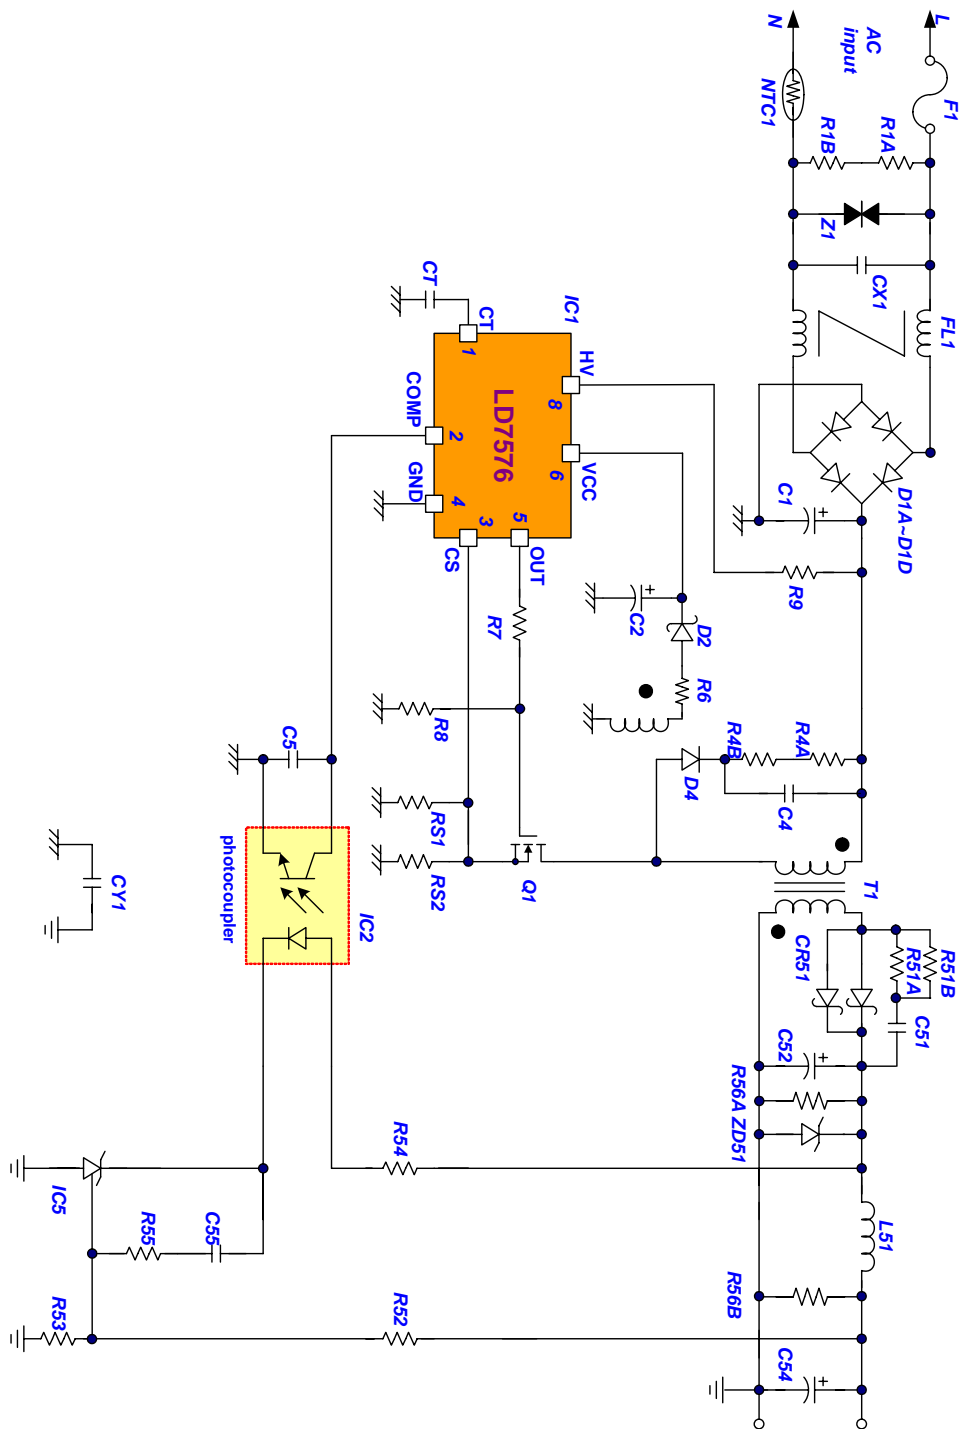 L
AC
input
N
F1
NTC1
R1A
R1B
Z1
CX1
FL1
D1A~D1D
C1
R9
CT
CT
1
IC1
HV
8
COMP
2
LD7576
6
VCC
GND
4
3
CS
5
OUT
C2
D2
R6
R7
R8
R4A
R4B
C4
D4
T1
C5
RS1
RS2
Q1
photocoupler
IC2
CY1
R51B
R51A
C51
CR51
C52
R56A
ZD51
R54
L51
R56B
IC5
R55
C55
R53
R52
C54
+
+
+
+